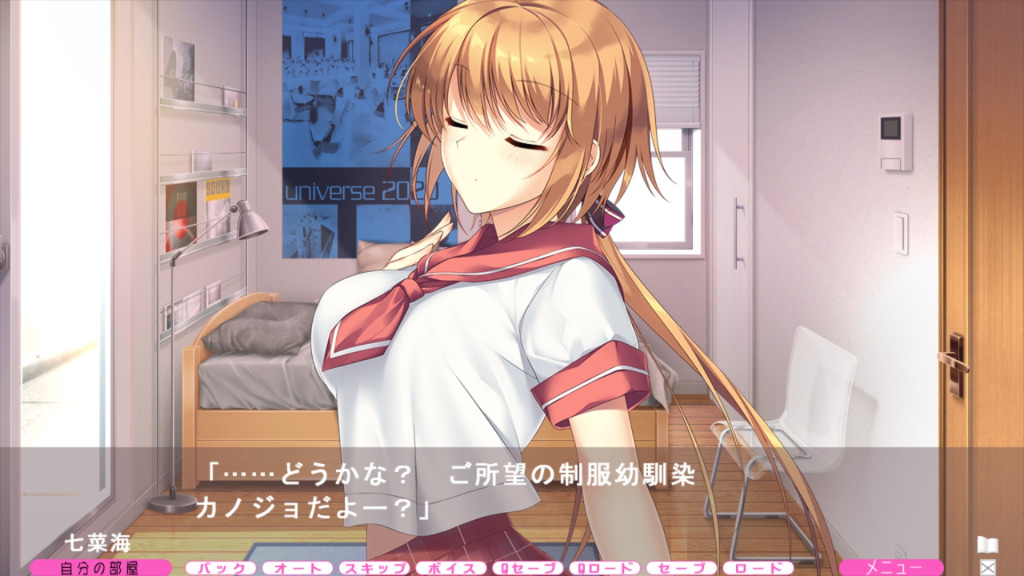 SOUND
universe 2020
「……どうかな？　ご所望の制服幼馴染
カノジョだよー？」
七菜海
自分の部屋
バック
オート
スキップ
ボイス
Qセーブ
Qロード
セーブ
ロード
メニュー